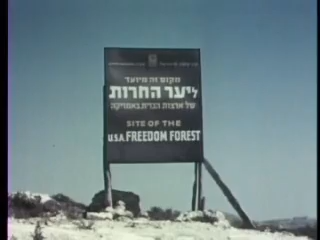 מקום זה מיועד
ליער החרות
של ארצות הברית באמריקה
SITE OF THE
U.S.A. FREEDOM FOREST